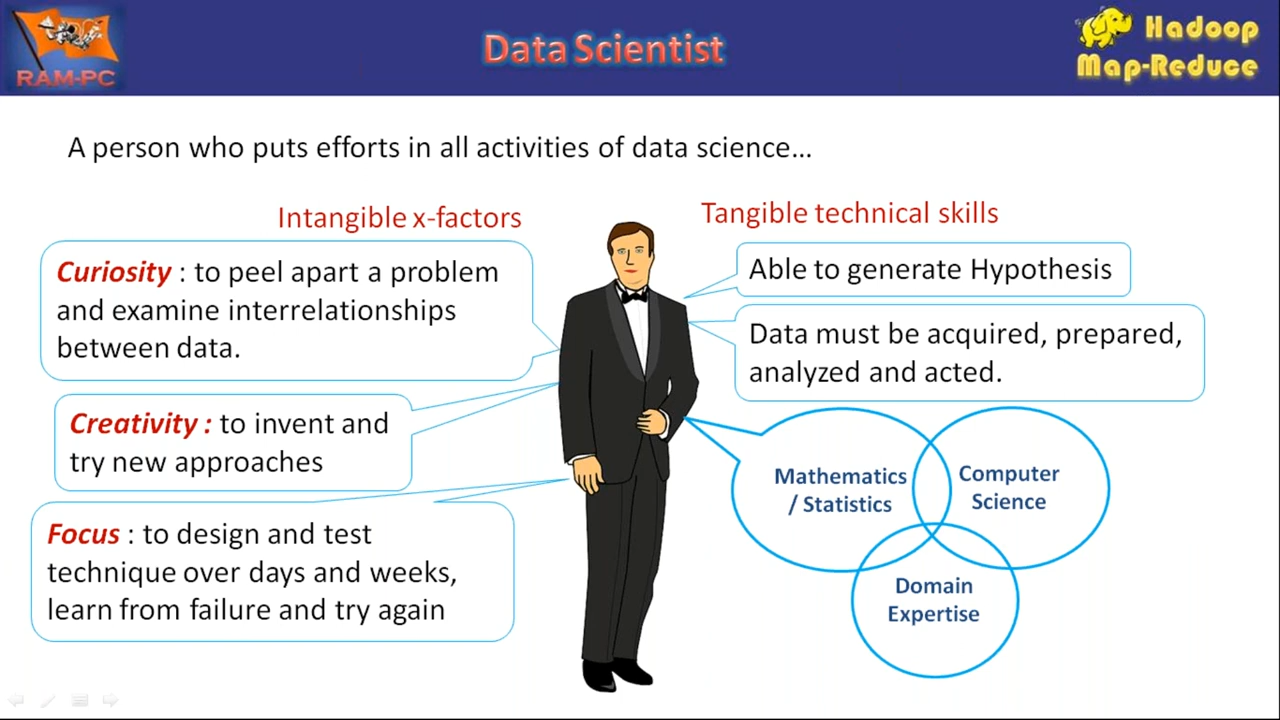 RAM-PC
Data Scientist
Hadoop
Map-Reduce
A person who puts efforts in all activities of data science...
Intangible x-factors
Curiosity : to peel apart a problem
and examine interrelationships
between data.
Creativity : to invent and
try new approaches
Focus : to design and test
technique over days and weeks,
learn from failure and try again
Tangible technical skills
Able to generate Hypothesis
Data must be acquired, prepared,
analyzed and acted.
Mathematics
/ Statistics
Computer
Science
Domain
Expertise